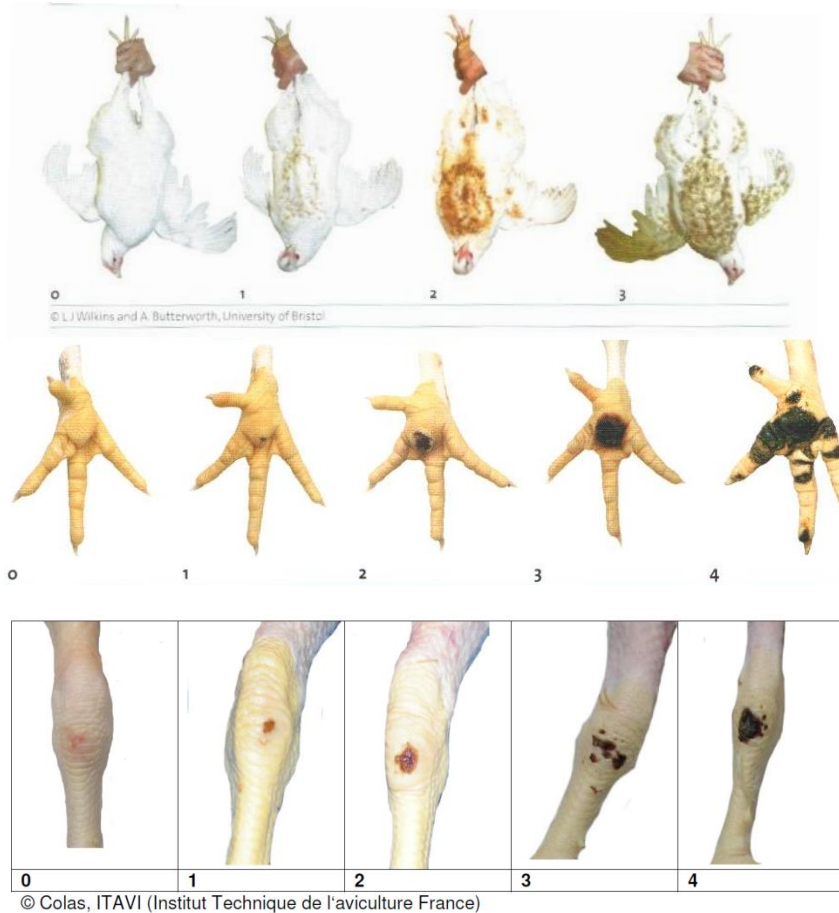 0 1 2 3
© L J Wilkins and A. Butterworth, University of Bristol
0 1 2 3 4
0 1 2 3 4
© Colas, ITAVI (Institut Technique de l'aviculture France)